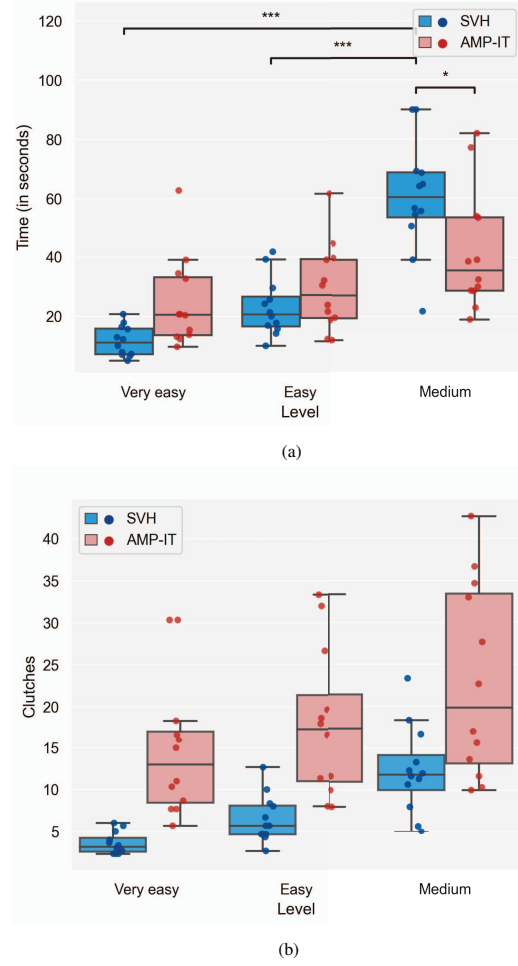 120
***
SVH
AMP-IT
100
***
*
80
60
40
20
Time (in seconds)
Very easy
Easy
Medium
Level
(a)
SVH
AMP-IT
40
35
30
25
20
15
10
5
Clutches
Very easy
Easy
Medium
Level
(b)